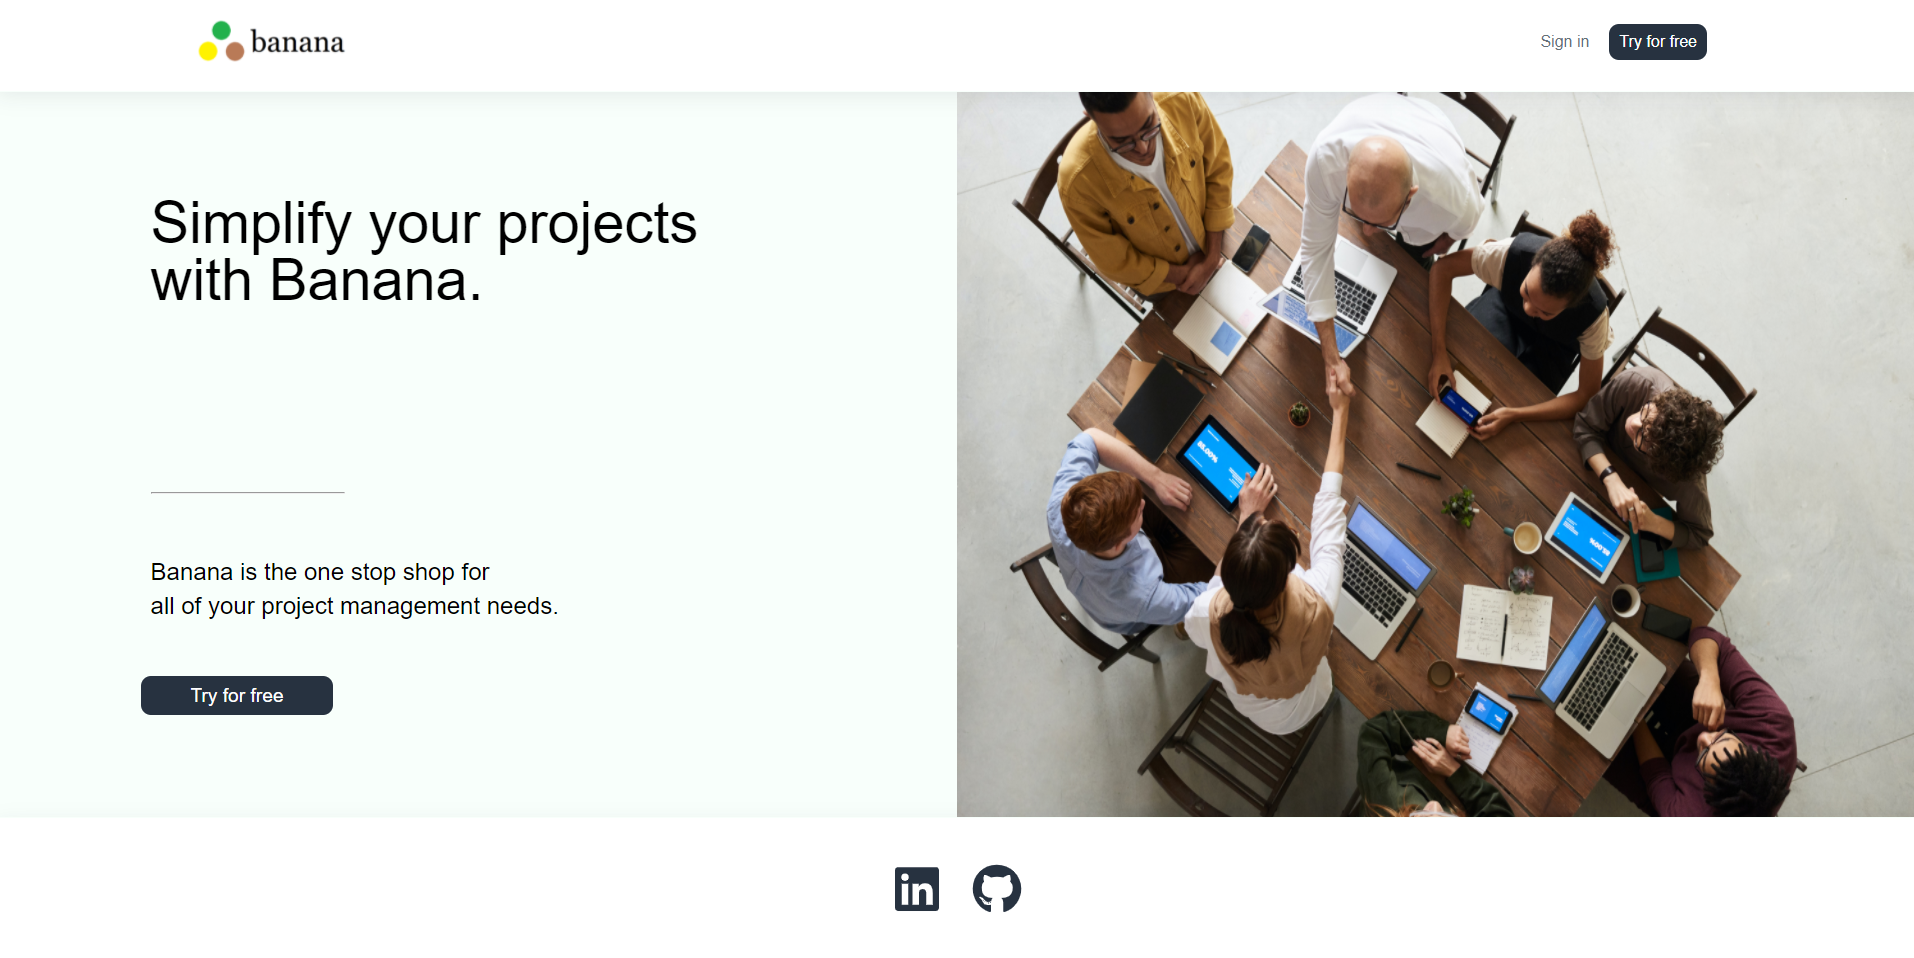 banana
Sign in
Try for free
Simplify your projects
with Banana.
Banana is the one stop shop for
all of your project management needs.
Try for free
in